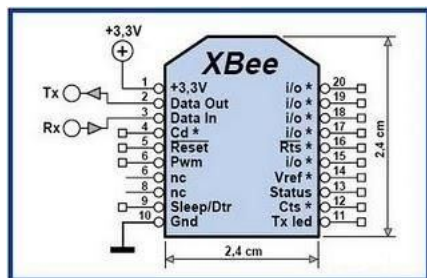 +3,3V
XBee
Tx
Rx
1 +3,3V
2 Data Out
3 Data In
4 Cd *
5 Reset
6 Pwm
6 nc
8 nc
9 Sleep/Dtr
10 Gnd
i/o * 20
i/o * 19
i/o * 18
i/o * 17
Rts * 16
i/o * 15
Vref * 14
Status 13
Cts * 12
Tx led 11
2,4 cm
2,4 cm